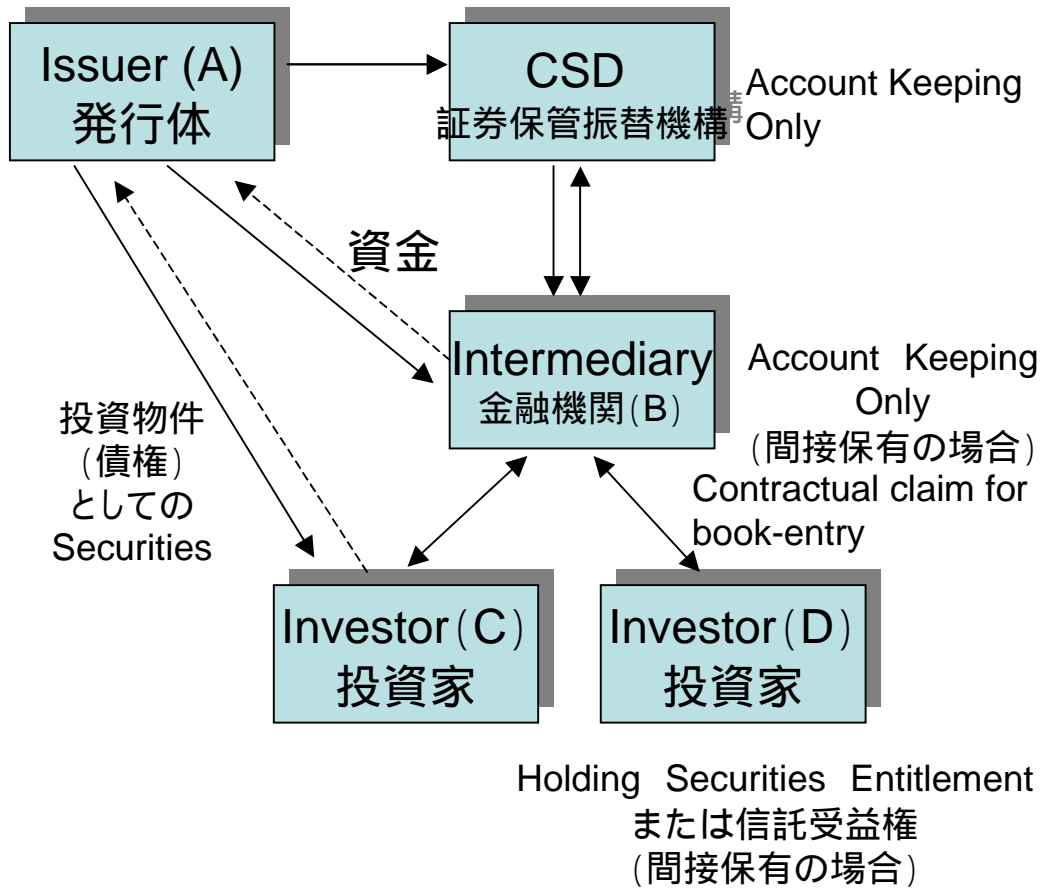 Issuer (A)
発行体
CSD
証券保管振替機構
Account Keeping
Only
資金
Intermediary
金融機関(B)
Account Keeping
Only
(間接保有の場合)
Contractual claim for
book-entry
投資物件
(債権)
としての
Securities
Investor(C)
投資家
Investor(D)
投資家
Holding Securities Entitlement
または信託受益権
(間接保有の場合)